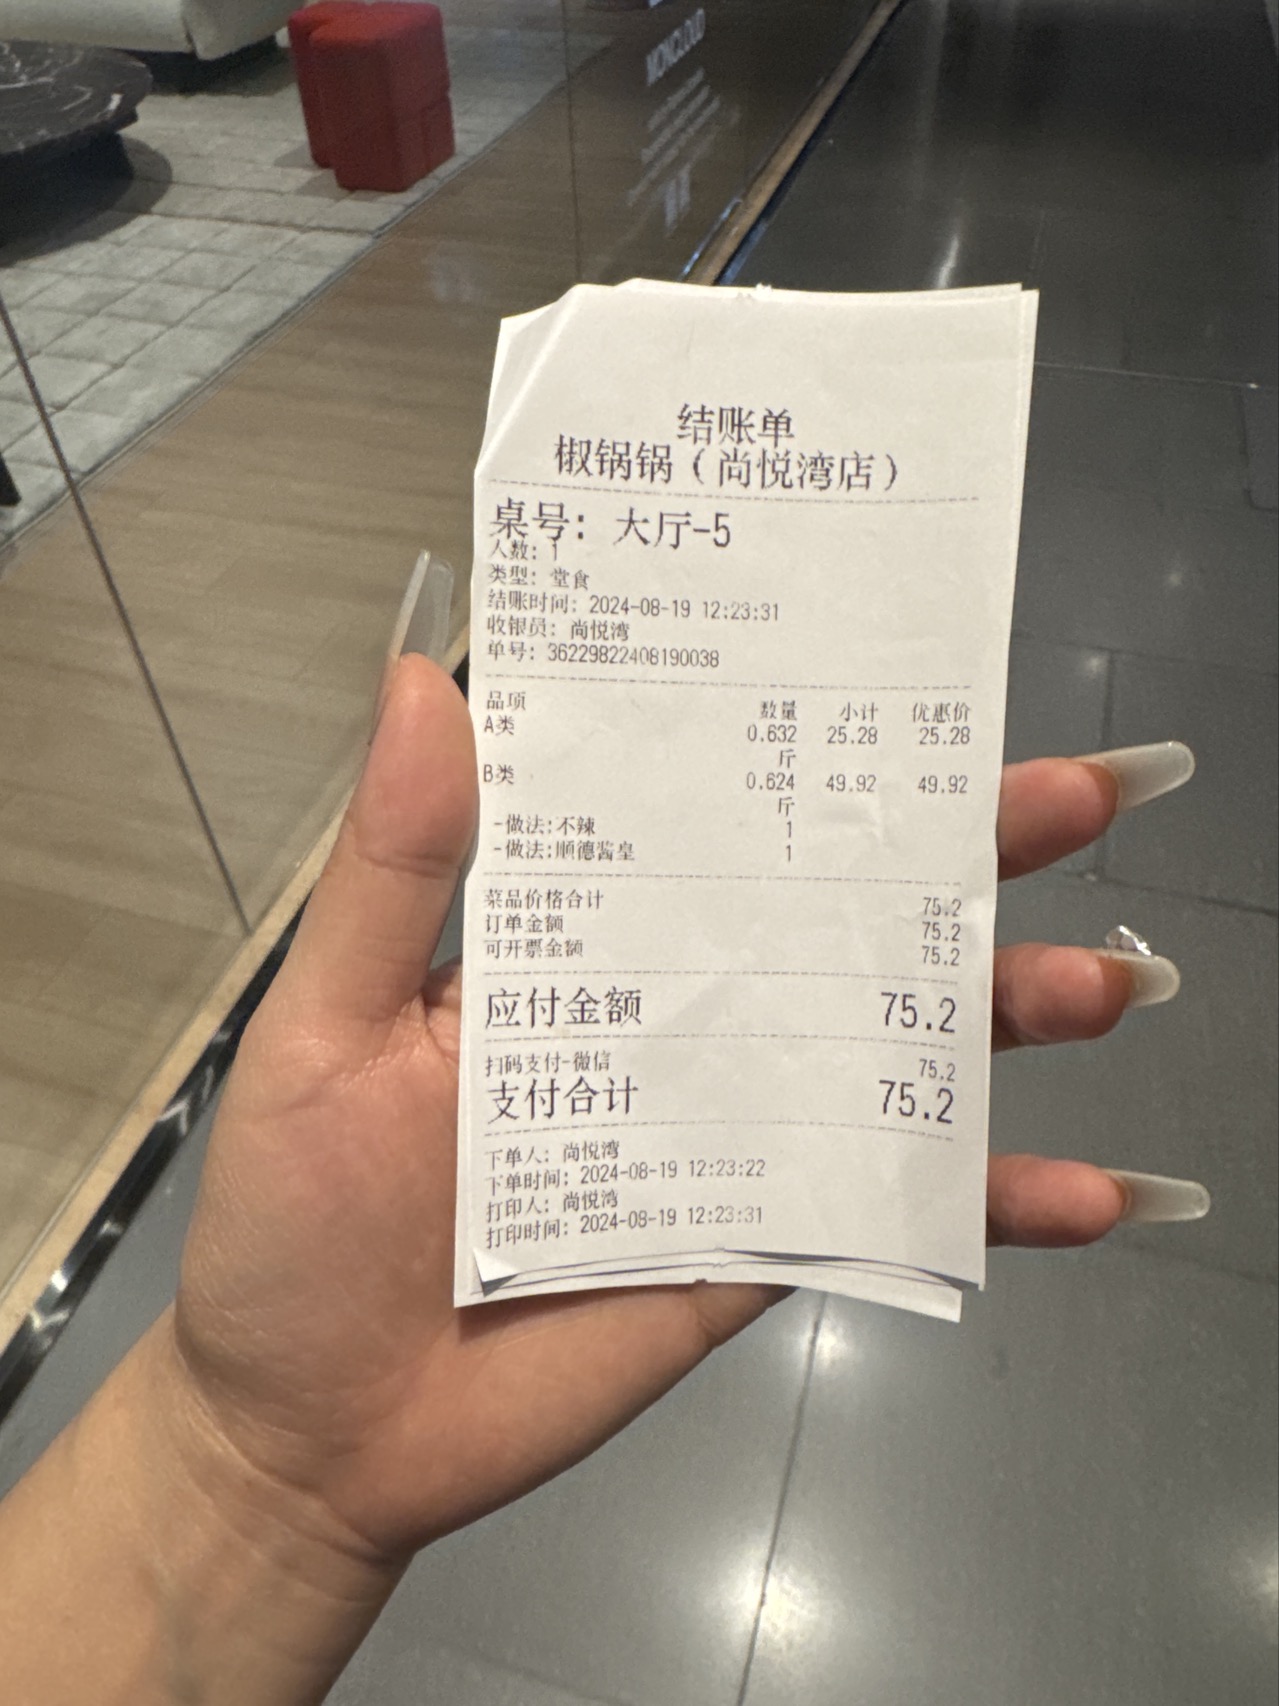 MONCLOUD
结账单
椒锅锅（尚悦湾店）
桌号：大厅-5
人数：1
类型：堂食
结账时间：2024-08-19 12:23:31
收银员：尚悦湾
单号：36229822408190038
品项 数量 小计 优惠价
A类 0.632 25.28 25.28
斤
B类 0.624 49.92 49.92
斤
-做法:不辣 1
-做法:顺德酱皇 1
菜品价格合计 75.2
订单金额 75.2
可开票金额 75.2
应付金额 75.2
扫码支付-微信 75.2
支付合计 75.2
下单人：尚悦湾
下单时间：2024-08-19 12:23:22
打印人：尚悦湾
打印时间：2024-08-19 12:23:31